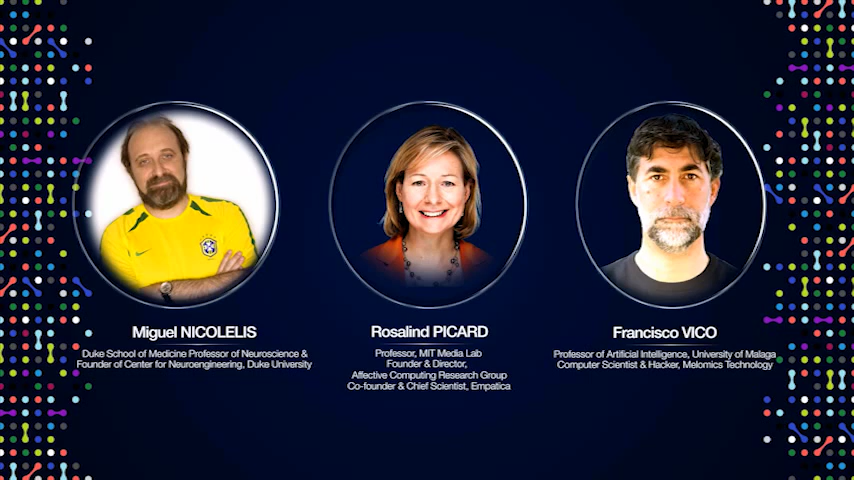 Miguel NICOLELIS
Duke School of Medicine Professor of Neuroscience &
Founder of Center for Neuroengineering, Duke University
Rosalind PICARD
Professor, MIT Media Lab
Founder & Director,
Affective Computing Research Group
Co-founder & Chief Scientist, Empatica
Francisco VICO
Professor of Artificial Intelligence, University of Malaga
Computer Scientist & Hacker, Melomics Technology